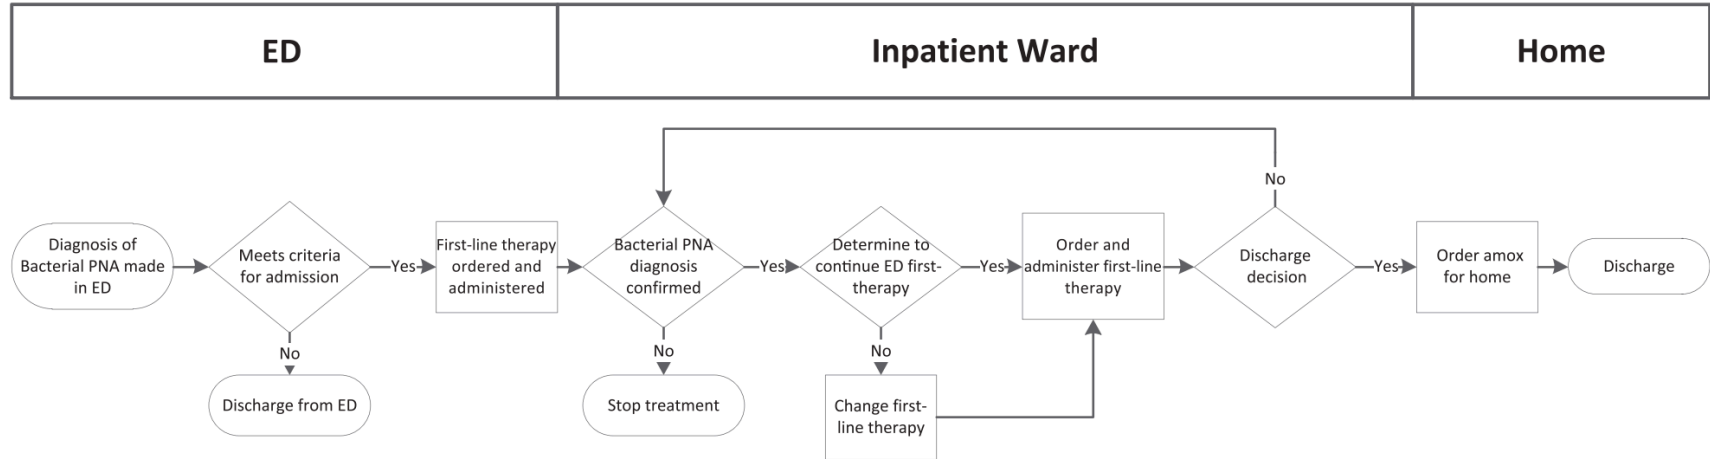 ED
Inpatient Ward
Home
Diagnosis of
Bacterial PNA made
in ED
Meets criteria
for admission
Yes
No
Discharge from ED
First-line therapy
ordered and
administered
Bacterial PNA
diagnosis
confirmed
Yes
No
Stop treatment
Determine to
continue ED first-
therapy
Yes
No
Change first-
line therapy
Order and
administer first-line
therapy
Discharge
decision
No
Yes
Order amox
for home
Discharge